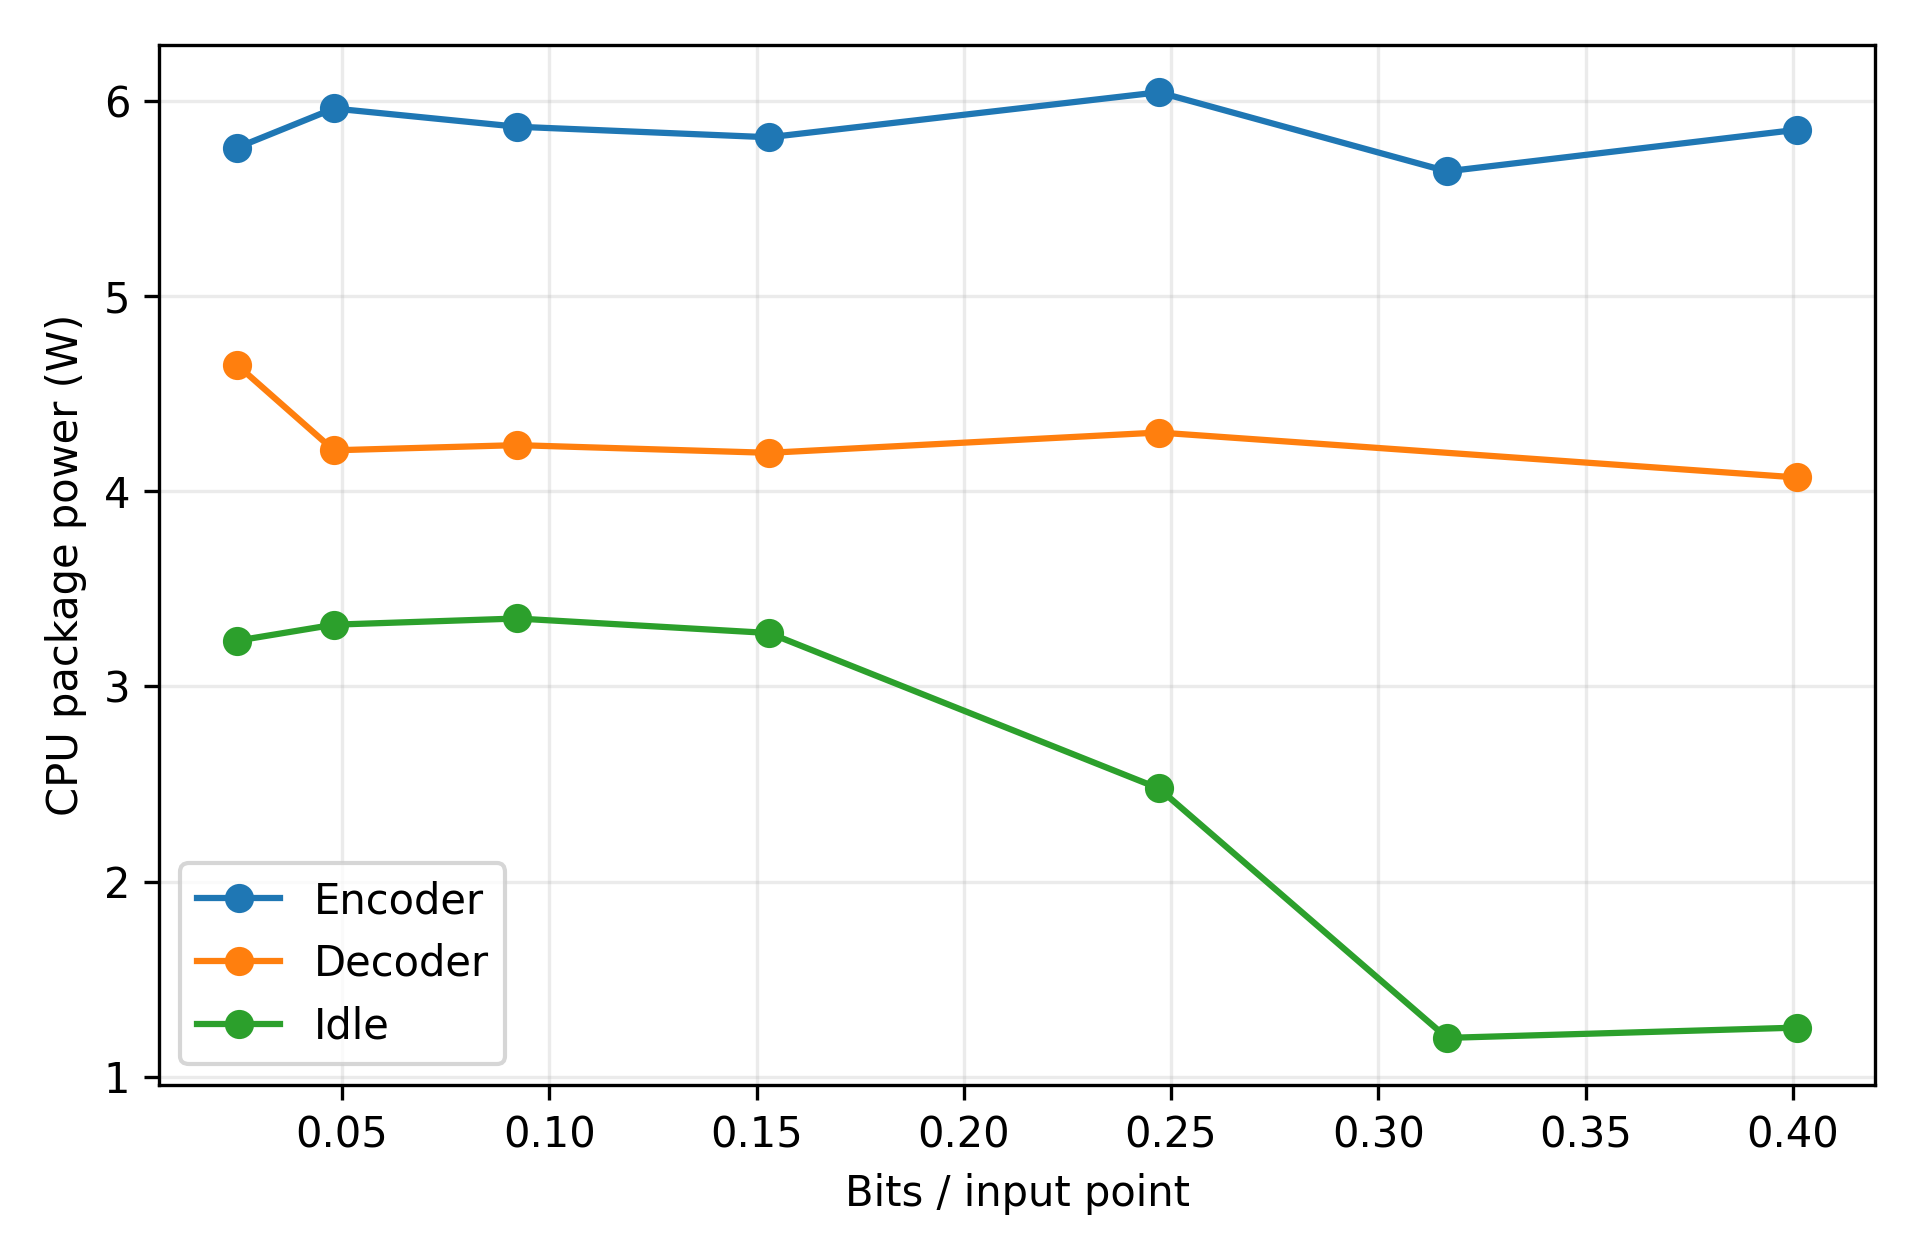 6
5
4
3
2
1
CPU package power (W)
Encoder
Decoder
Idle
0.05 0.10 0.15 0.20 0.25 0.30 0.35 0.40
Bits / input point